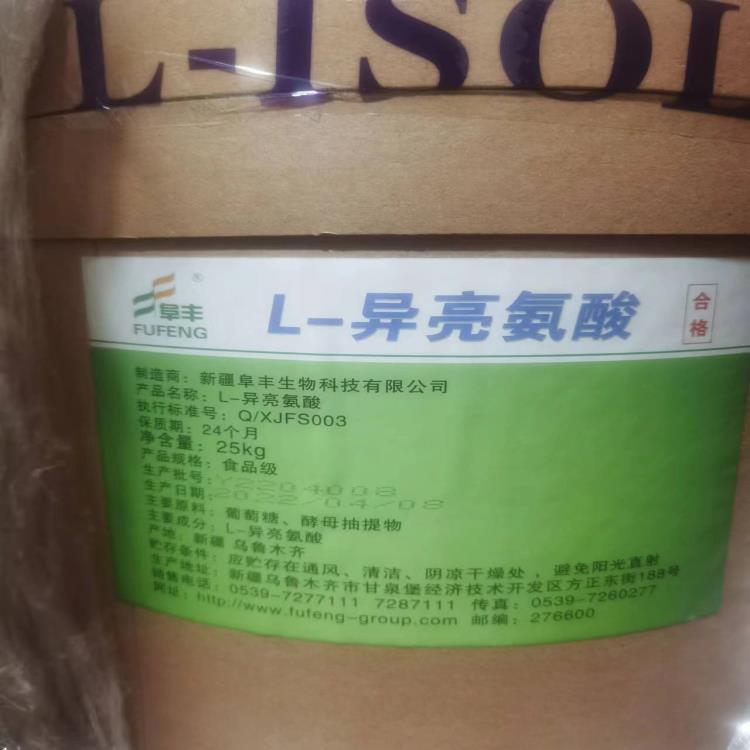 L-ISOL
阜丰®
FUFENG
L-异亮氨酸
合格
制造商：新疆阜丰生物科技有限公司
产品名称：L-异亮氨酸
执行标准号：Q/XJFS003
保质期：24个月
净含量：25kg
产品规格：食品级
生产批号：Y2204008
生产日期：2022/04/08
主要原料：葡萄糖、酵母抽提物
主要成分：L-异亮氨酸
产地：新疆 乌鲁木齐
贮存条件：应贮存在通风、清洁、阴凉干燥处，避免阳光直射
生产地址：新疆乌鲁木齐市甘泉堡经济技术开发区方正东街188号
销售电话：0539-7277111 7287111 传真：0539-7260277
网址：http://www.fufeng-group.com 邮编：276600